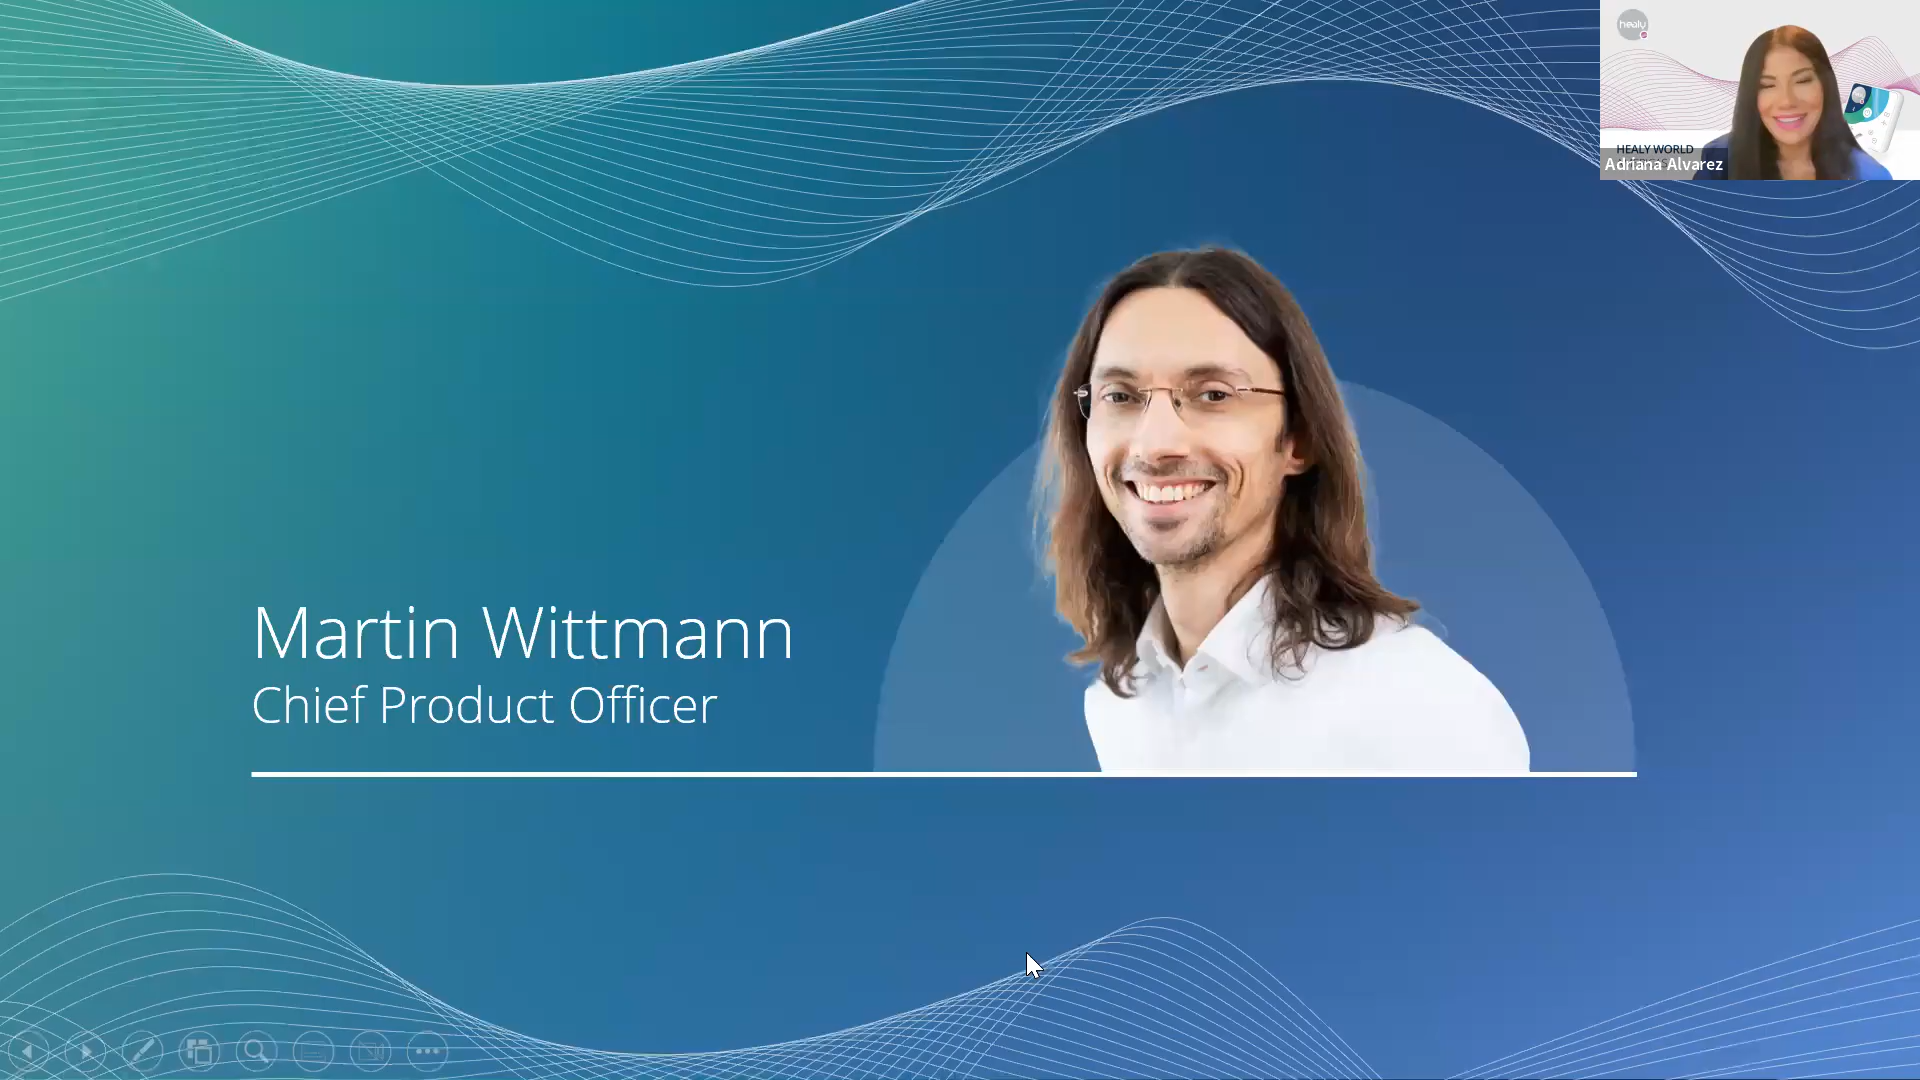 healy
HEALY WORLD
Adriana Alvarez
Martin Wittmann
Chief Product Officer